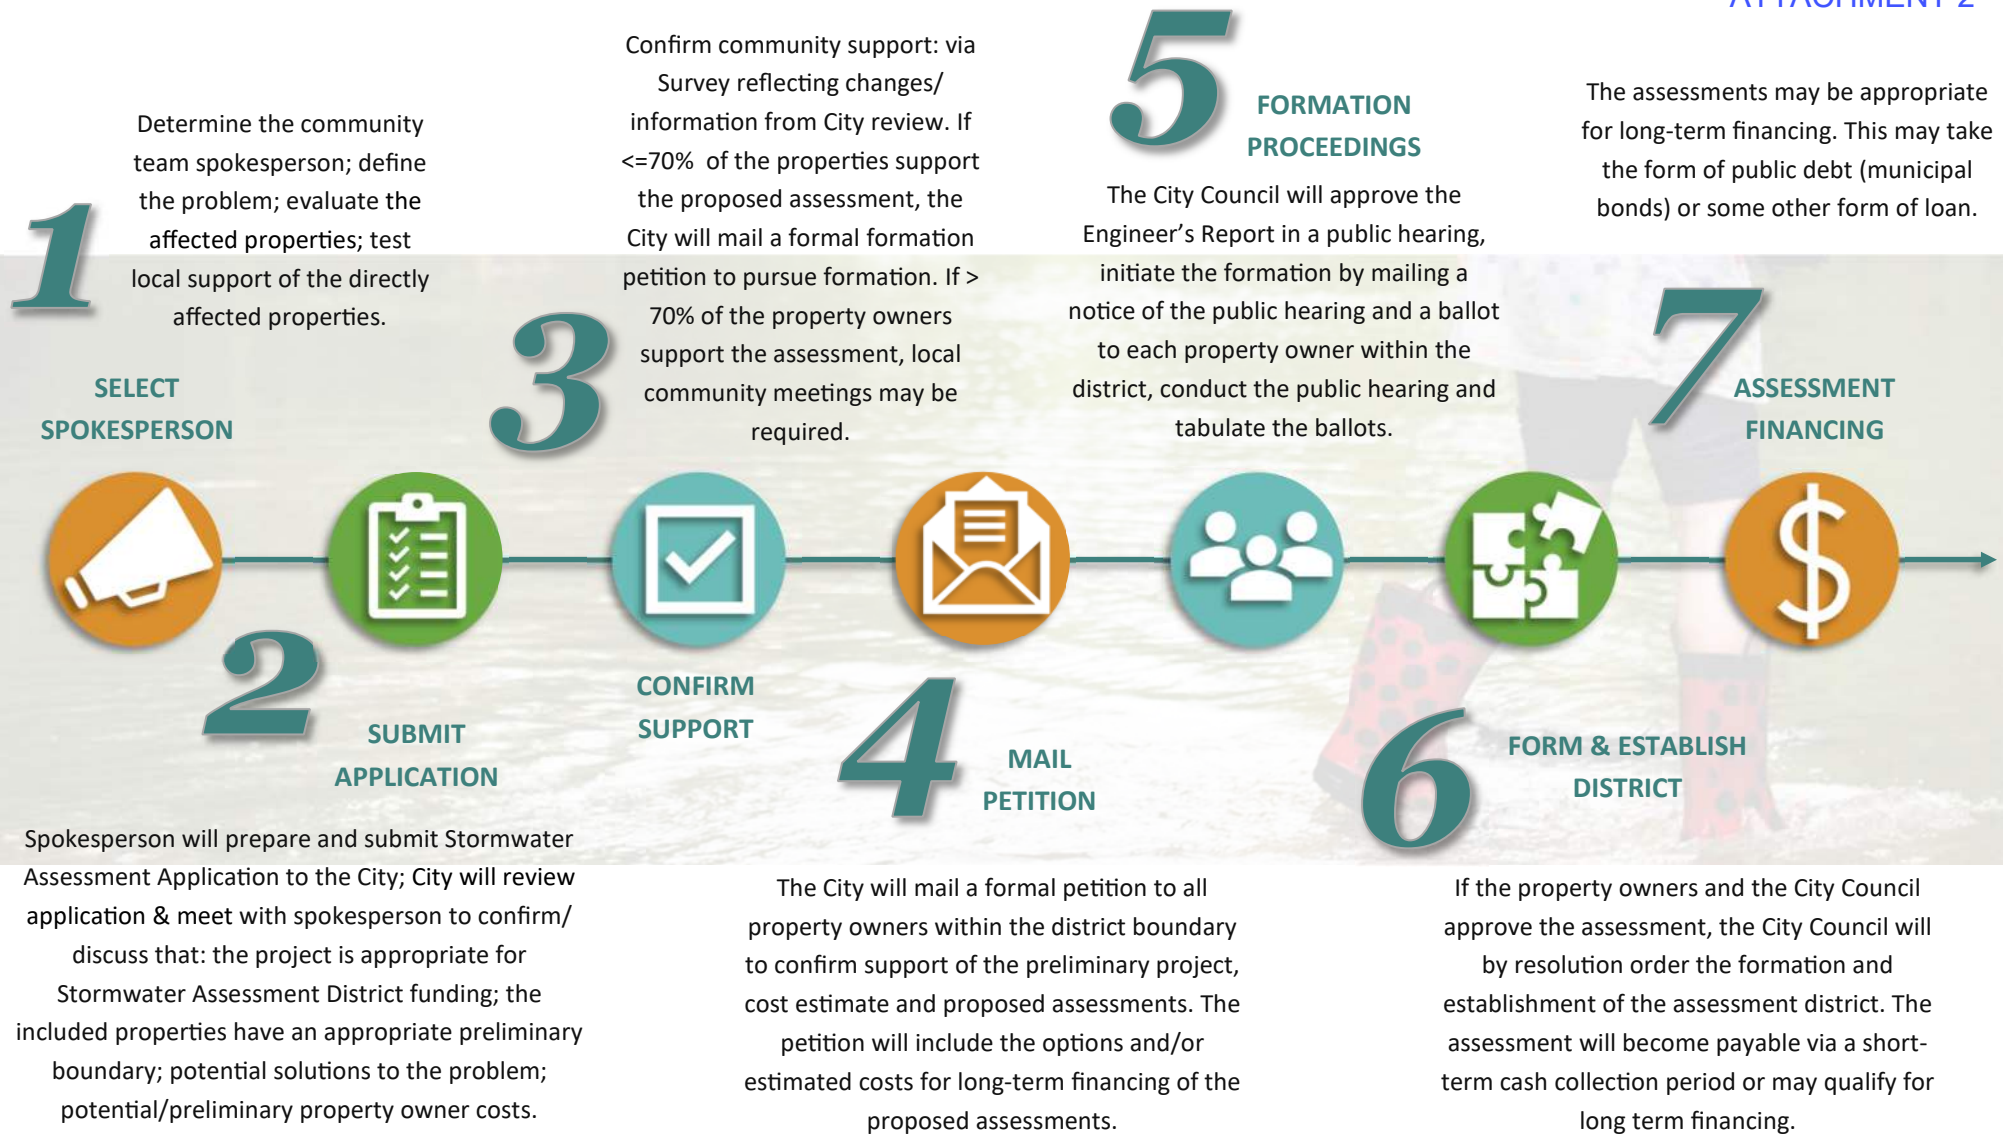 ATTACHMENT 2
1
Determine the community
team spokesperson; define
the problem; evaluate the
affected properties; test
local support of the directly
affected properties.
SELECT
SPOKESPERSON
2
SUBMIT
APPLICATION
Spokesperson will prepare and submit Stormwater
Assessment Application to the City; City will review
application & meet with spokesperson to confirm/
discuss that: the project is appropriate for
Stormwater Assessment District funding; the
included properties have an appropriate preliminary
boundary; potential solutions to the problem;
potential/preliminary property owner costs.
3
Confirm community support: via
Survey reflecting changes/
information from City review. If
<=70% of the properties support
the proposed assessment, the
City will mail a formal formation
petition to pursue formation. If >
70% of the property owners
support the assessment, local
community meetings may be
required.
CONFIRM
SUPPORT
4
MAIL
PETITION
The City will mail a formal petition to all
property owners within the district boundary
to confirm support of the preliminary project,
cost estimate and proposed assessments. The
petition will include the options and/or
estimated costs for long-term financing of the
proposed assessments.
5
FORMATION
PROCEEDINGS
The City Council will approve the
Engineer's Report in a public hearing,
initiate the formation by mailing a
notice of the public hearing and a ballot
to each property owner within the
district, conduct the public hearing and
tabulate the ballots.
6
FORM & ESTABLISH
DISTRICT
If the property owners and the City Council
approve the assessment, the City Council will
by resolution order the formation and
establishment of the assessment district. The
assessment will become payable via a short-
term cash collection period or may qualify for
long term financing.
7
The assessments may be appropriate
for long-term financing. This may take
the form of public debt (municipal
bonds) or some other form of loan.
ASSESSMENT
FINANCING